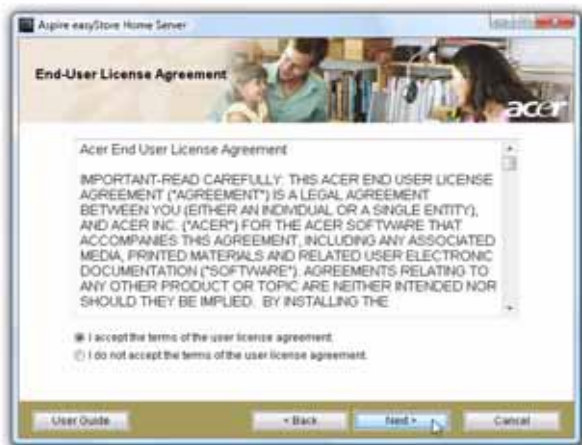 Aspire easyStore Home Server
End-User License Agreement
acer
Acer End User License Agreement
IMPORTANT-READ CAREFULLY: THIS ACER END USER LICENSE
AGREEMENT ("AGREEMENT") IS A LEGAL AGREEMENT
BETWEEN YOU (EITHER AN INDIVIDUAL OR A SINGLE ENTITY),
AND ACER INC. ("ACER") FOR THE ACER SOFTWARE THAT
ACCOMPANIES THIS AGREEMENT, INCLUDING ANY ASSOCIATED
MEDIA, PRINTED MATERIALS AND RELATED USER ELECTRONIC
DOCUMENTATION ("SOFTWARE"). AGREEMENTS RELATING TO
ANY OTHER PRODUCT OR TOPIC ARE NEITHER INTENDED NOR
SHOULD THEY BE IMPLIED. BY INSTALLING THE
I accept the terms of the user license agreement.
I do not accept the terms of the user license agreement.
User Guide
< Back
Next >
Cancel